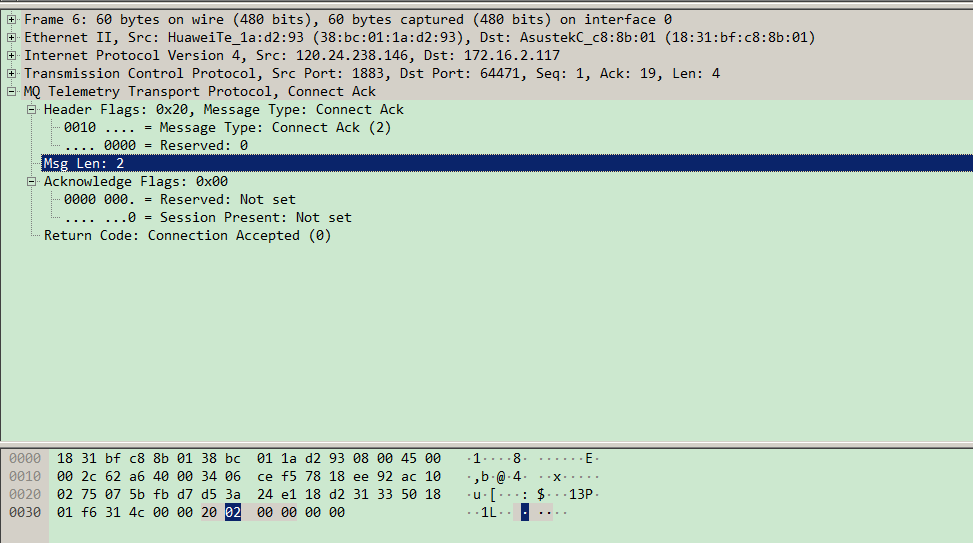 Frame 6: 60 bytes on wire (480 bits), 60 bytes captured (480 bits) on interface 0
Ethernet II, Src: HuaweiTe_1a:d2:93 (38:bc:01:1a:d2:93), Dst: AsustekC_c8:8b:01 (18:31:bf:c8:8b:01)
Internet Protocol Version 4, Src: 120.24.238.146, Dst: 172.16.2.117
Transmission Control Protocol, Src Port: 1883, Dst Port: 64471, Seq: 1, Ack: 19, Len: 4
MQ Telemetry Transport Protocol, Connect Ack
Header Flags: 0x20, Message Type: Connect Ack
0010 .... = Message Type: Connect Ack (2)
.... 0000 = Reserved: 0
Msg Len: 2
Acknowledge Flags: 0x00
0000 000. = Reserved: Not set
.... ...0 = Session Present: Not set
Return Code: Connection Accepted (0)
0000 18 31 bf c8 8b 01 38 bc 01 1a d2 93 08 00 45 00 ·1····8· ······E·
0010 00 2c 62 a6 40 00 34 06 ce f5 78 18 ee 92 ac 10 ·,b·@·4· ··x·····
0020 02 75 07 5b fb d7 d5 3a 24 e1 18 d2 31 33 50 18 ·u·[···: $···13P·
0030 01 f6 31 4c 00 00 20 02 00 00 00 00 ··1L·· · ····